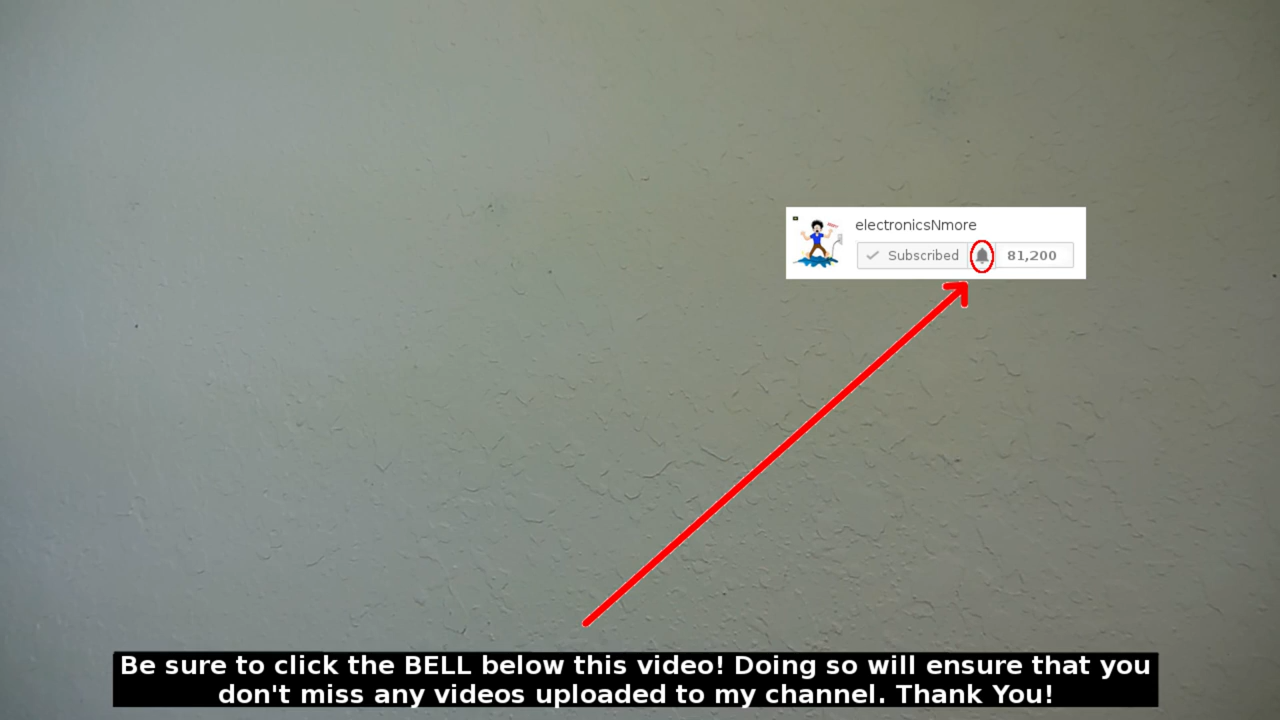 electronicsNmore
Subscribed 81,200
Be sure to click the BELL below this video! Doing so will ensure that you
don't miss any videos uploaded to my channel. Thank You!